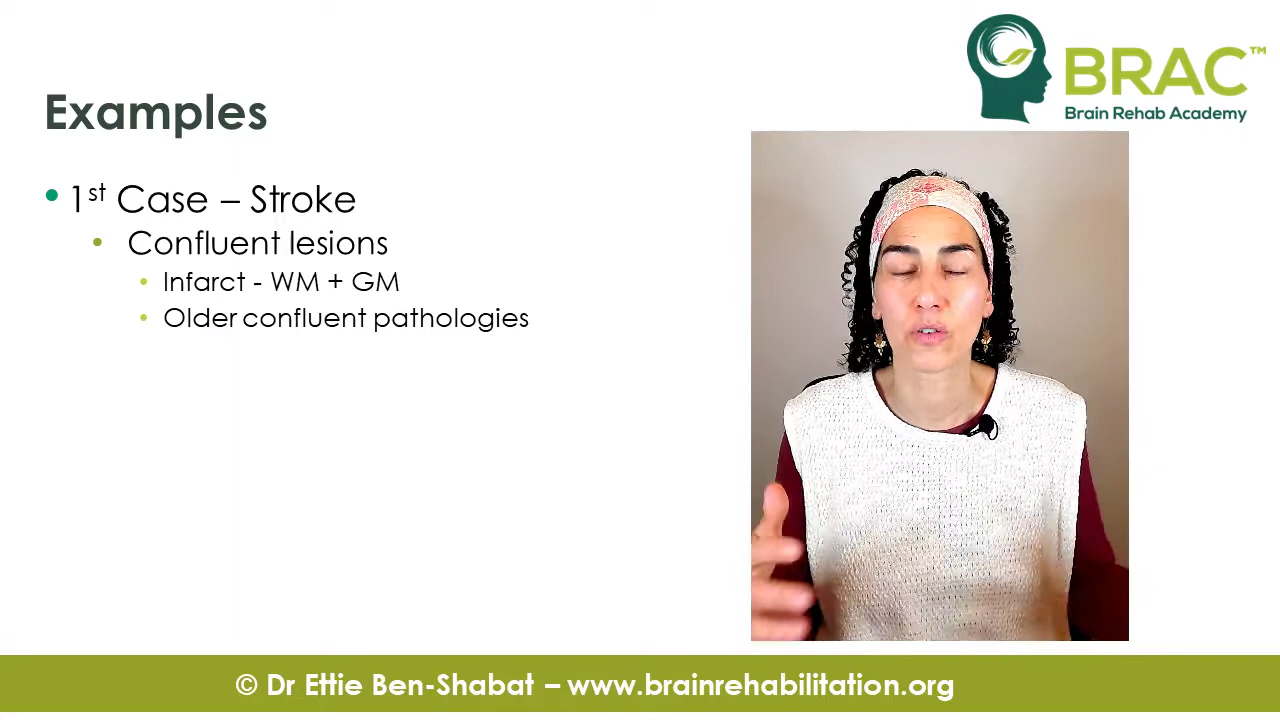 BRAC™
Brain Rehab Academy
Examples
• 1st Case – Stroke
• Confluent lesions
• Infarct - WM + GM
• Older confluent pathologies
© Dr Ettie Ben-Shabat – www.brainrehabilitation.org